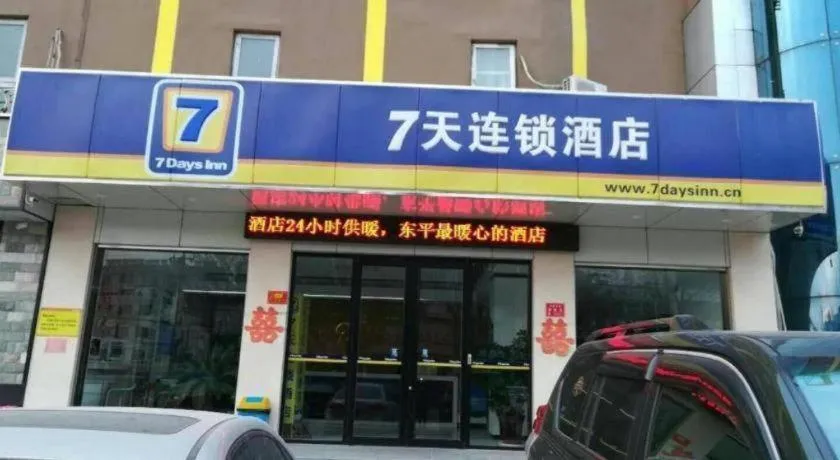 7
7 Days Inn
7天连锁酒店
www.7daysinn.cn
酒店24小时供暖，东平最暖心的酒店
囍
囍